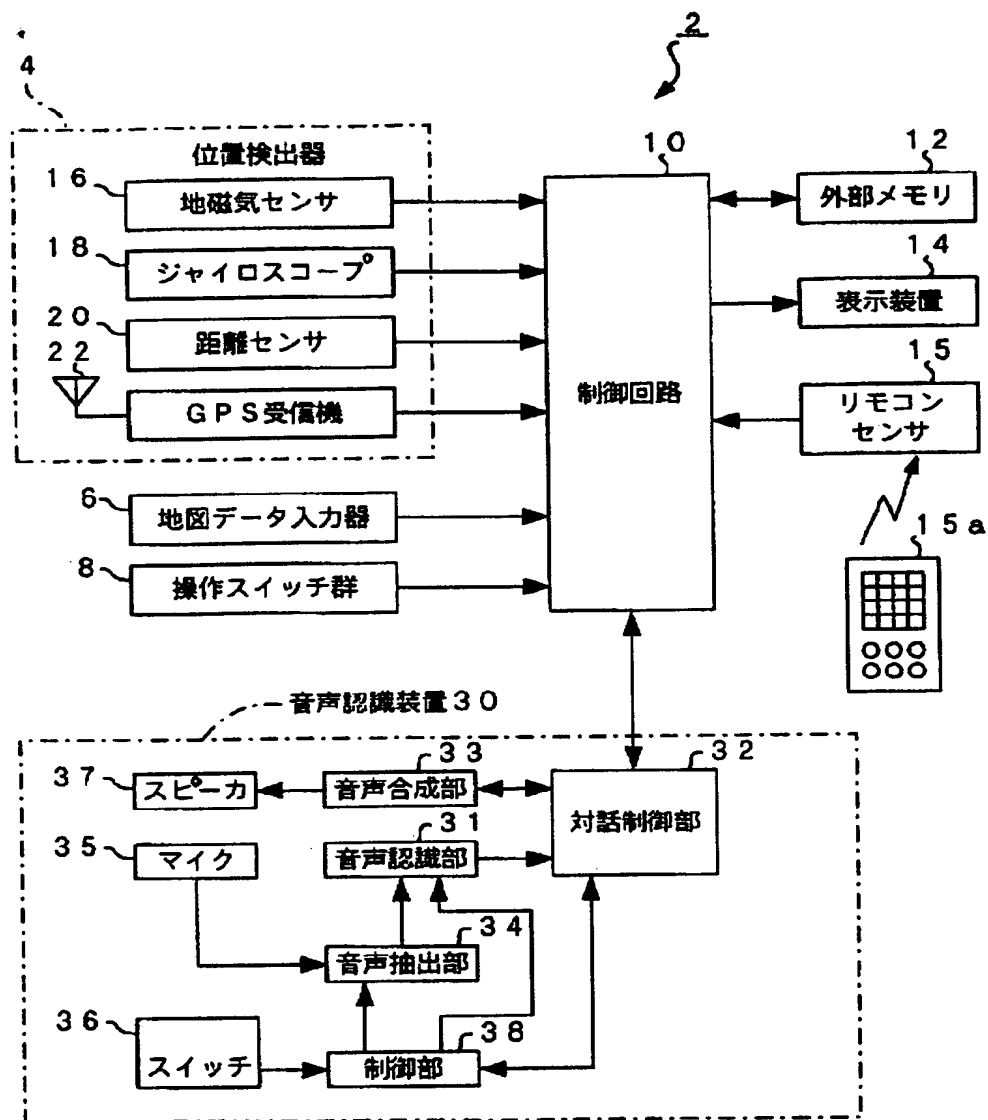 2
4
位置検出器
16
地磁気センサ
18
ジャイロスコープ
20
距離センサ
22
GPS受信機
6
地図データ入力器
8
操作スイッチ群
10
制御回路
12
外部メモリ
14
表示装置
15
リモコン
センサ
15a
音声認識装置30
37
スピーカ
33
音声合成部
32
対話制御部
35
マイク
31
音声認識部
34
音声抽出部
36
スイッチ
38
制御部